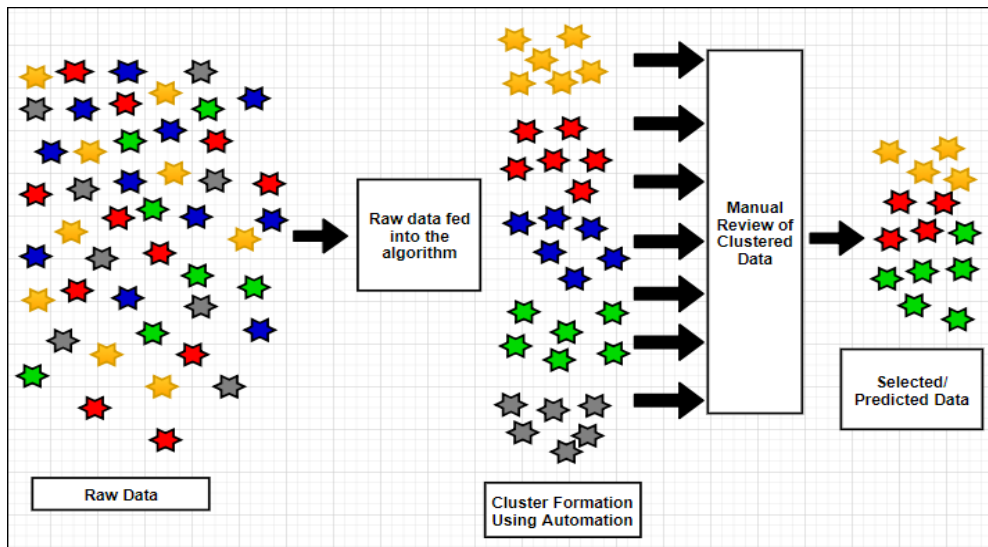 Raw Data
Raw data fed
into the
algorithm
Cluster Formation
Using Automation
Manual
Review of
Clustered
Data
Selected/
Predicted Data